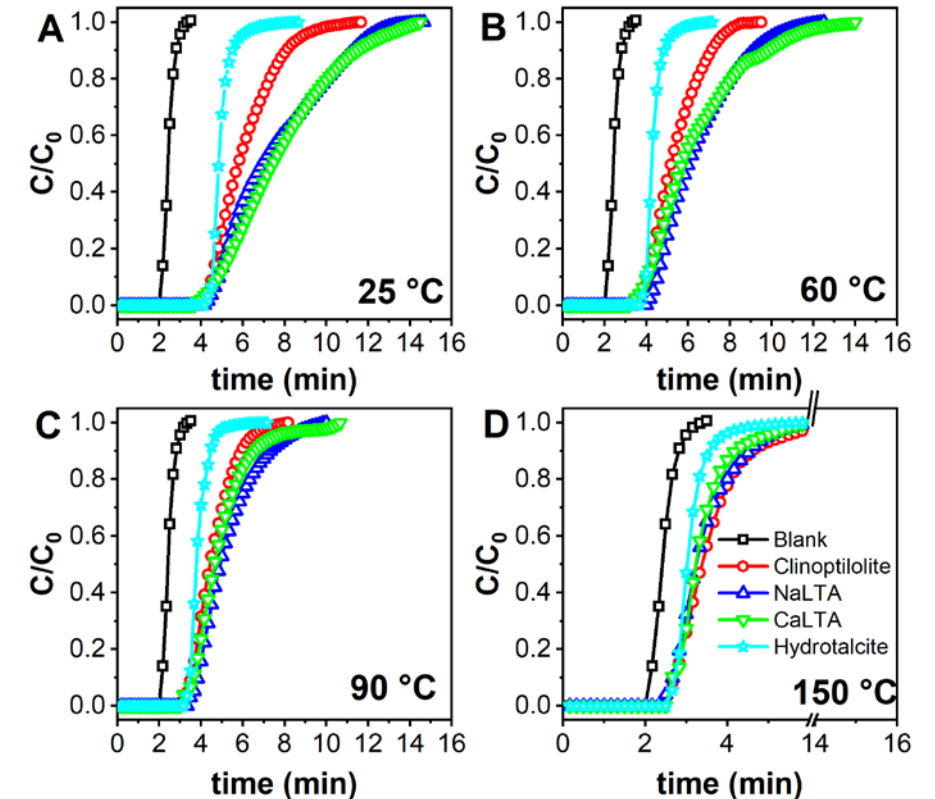 A
C/C0
1.0
0.8
0.6
0.4
0.2
0.0
25 °C
0 2 4 6 8 10 12 14 16
time (min)
B
C/C0
1.0
0.8
0.6
0.4
0.2
0.0
60 °C
0 2 4 6 8 10 12 14 16
time (min)
C
C/C0
1.0
0.8
0.6
0.4
0.2
0.0
90 °C
0 2 4 6 8 10 12 14 16
time (min)
D
C/C0
1.0
0.8
0.6
0.4
0.2
0.0
Blank
Clinoptilolite
NaLTA
CaLTA
Hydrotalcite
150 °C
0 2 4 14 16
time (min)